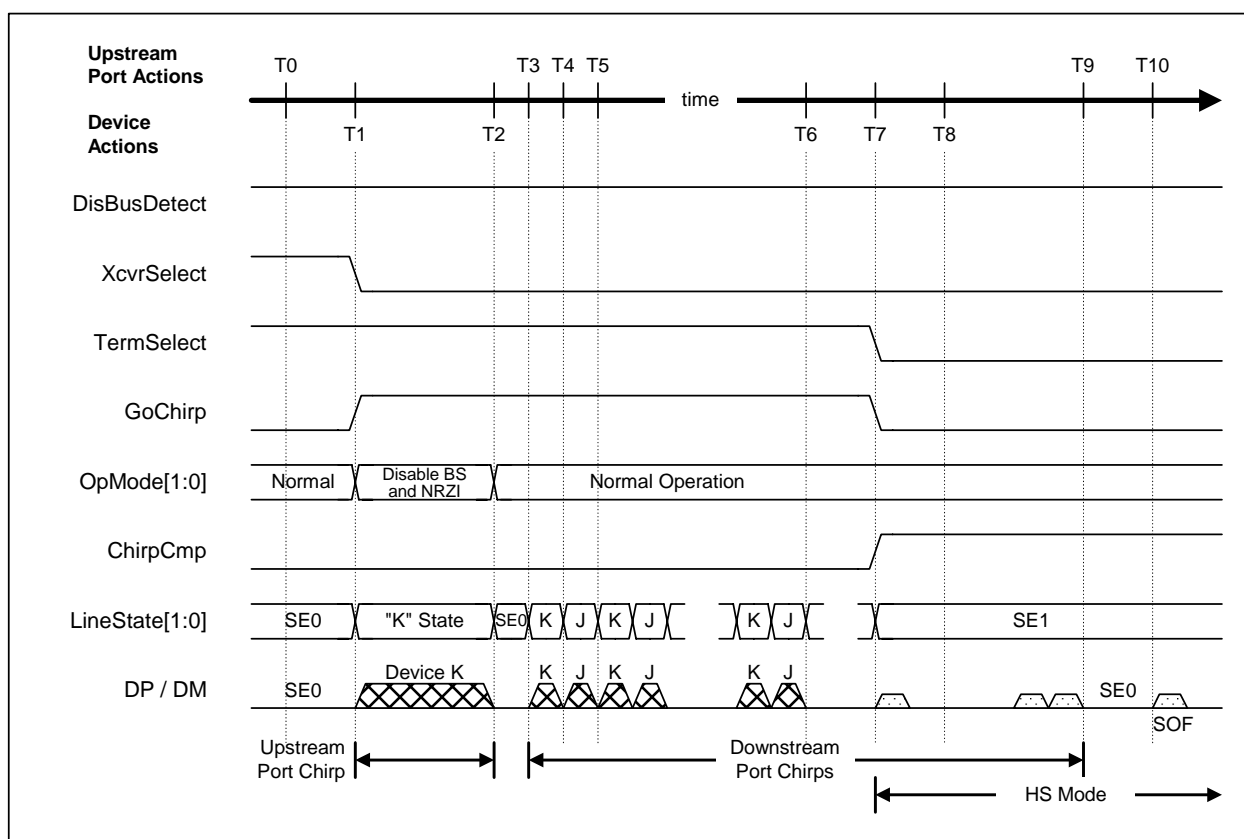 Upstream
Port Actions
T0 T3 T4 T5 T9 T10
time
Device
Actions
T1 T2 T6 T7 T8
DisBusDetect
XcvrSelect
TermSelect
GoChirp
OpMode[1:0] Normal Disable BS
and NRZI
Normal Operation
ChirpCmp
LineState[1:0] SE0 "K" State SE0 K J K J K J SE1
Device K K J K J K J
DP / DM SE0 SE0
SOF
Upstream
Port Chirp
Downstream
Port Chirps
HS Mode